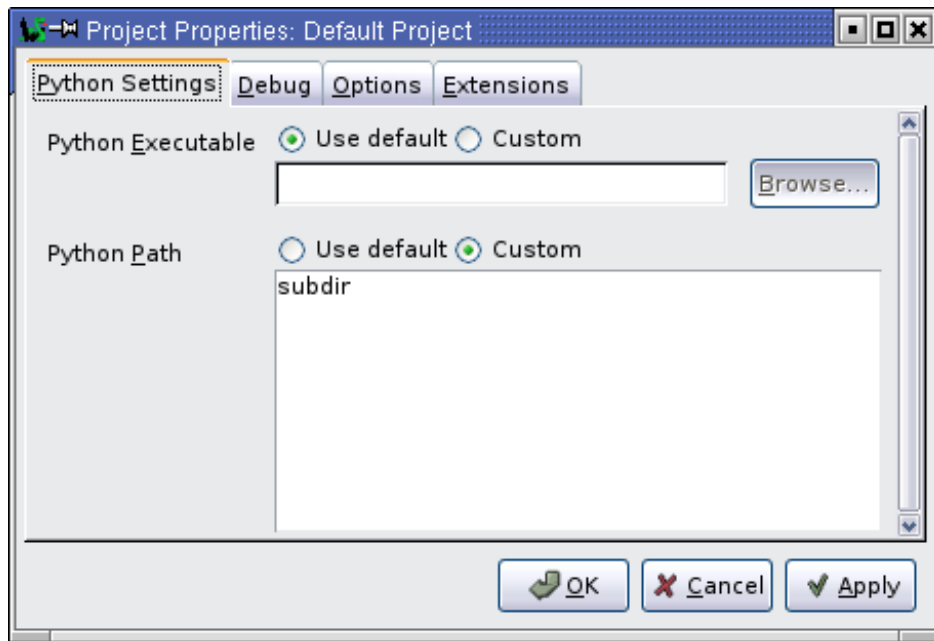 Project Properties: Default Project
Python Settings Debug Options Extensions
Python Executable Use default Custom
Browse...
Python Path Use default Custom
subdir
OK Cancel Apply